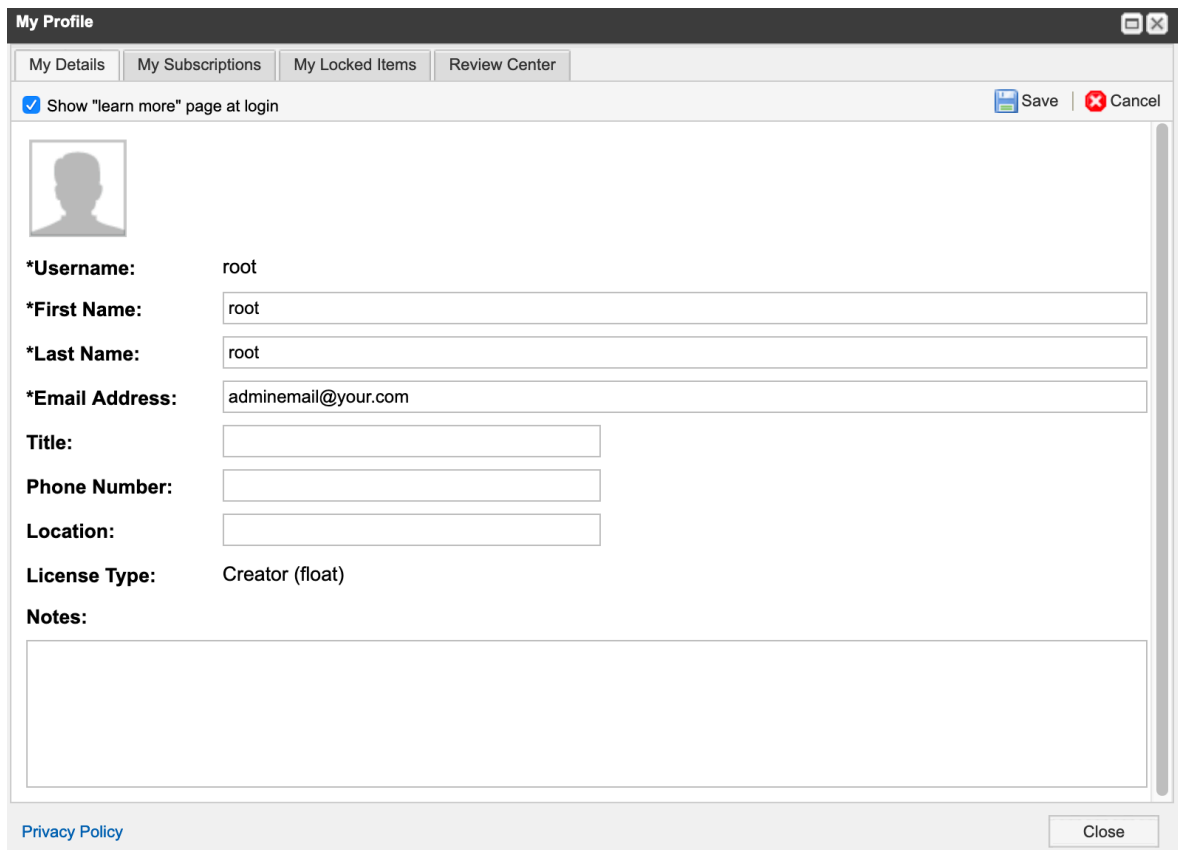 My Profile
My Details My Subscriptions My Locked Items Review Center
Show "learn more" page at login Save Cancel
*Username: root
*First Name: root
*Last Name: root
*Email Address: adminemail@your.com
Title:
Phone Number:
Location:
License Type: Creator (float)
Notes:
Privacy Policy Close